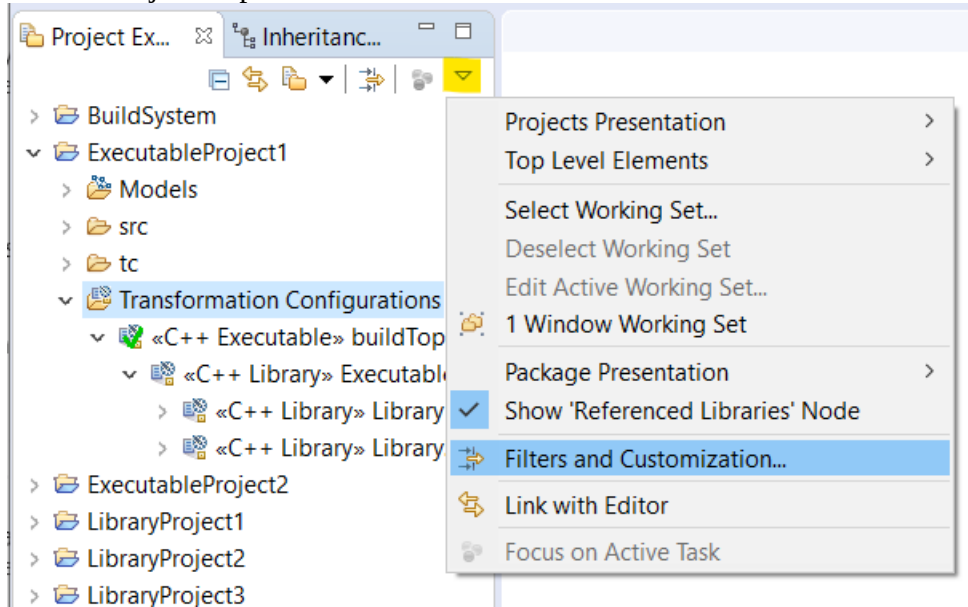 Project Ex...
Inheritanc...
BuildSystem
ExecutableProject1
Models
src
tc
Transformation Configurations
«C++ Executable» buildTop
«C++ Library» Executabl
«C++ Library» Library
«C++ Library» Library
ExecutableProject2
LibraryProject1
LibraryProject2
LibraryProject3
Projects Presentation
Top Level Elements
Select Working Set...
Deselect Working Set
Edit Active Working Set...
1 Window Working Set
Package Presentation
Show 'Referenced Libraries' Node
Filters and Customization...
Link with Editor
Focus on Active Task